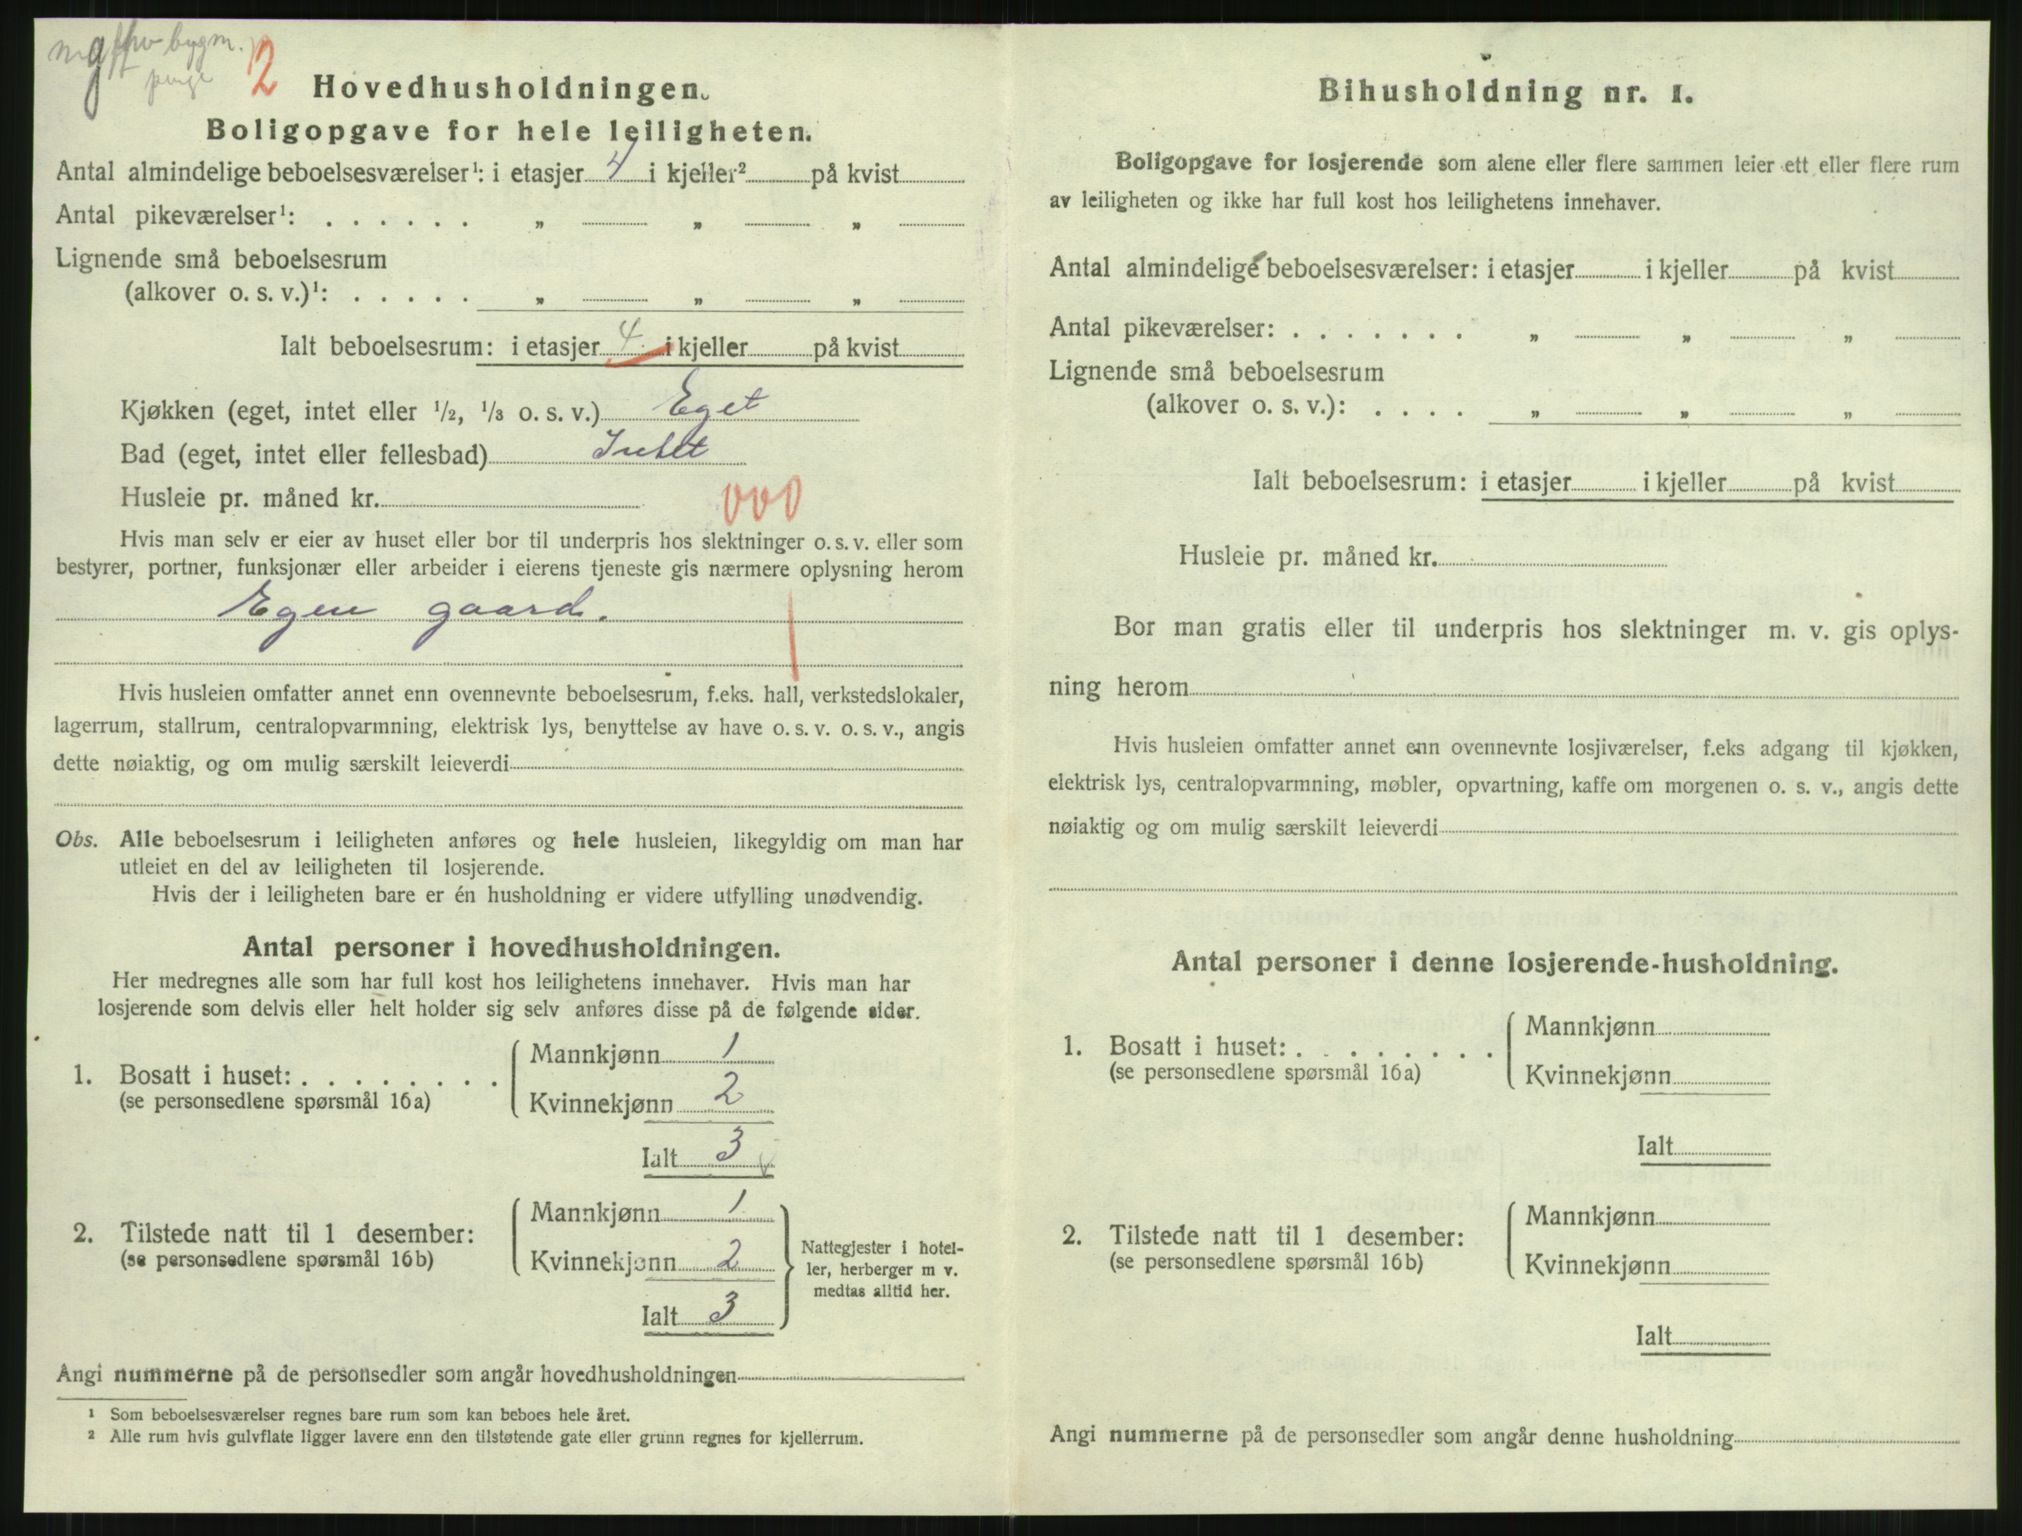 bygm.
12
Hovedhusholdningen.
Boligopgave for hele leiligheten.
Antal almindelige beboelsesværelser¹: i etasjer 4 i kjeller² på kvist
Antal pikeværelser¹: . . . . . . „ „ „
Lignende små beboelsesrum
(alkover o. s. v.)¹: . . . . . „ „ „
Ialt beboelsesrum: i etasjer 4 i kjeller på kvist
Kjøkken (eget, intet eller 1/2, 1/3 o. s. v.) Eget
Bad (eget, intet eller fellesbad) Intet
Husleie pr. måned kr. 000
Hvis man selv er eier av huset eller bor til underpris hos slektninger o. s. v. eller som
bestyrer, portner, funksjonær eller arbeider i eierens tjeneste gis nærmere oplysning herom
Egen gaard.
Hvis husleien omfatter annet enn ovennevnte beboelsesrum, f.eks. hall, verkstedslokaler,
lagerrum, stallrum, centralopvarmning, elektrisk lys, benyttelse av have o. s. v. o. s. v., angis
dette nøiaktig, og om mulig særskilt leieverdi
Obs. Alle beboelsesrum i leiligheten anføres og hele husleien, likegyldig om man har
utleiet en del av leiligheten til losjerende.
Hvis der i leiligheten bare er én husholdning er videre utfylling unødvendig.
Antal personer i hovedhusholdningen.
Her medregnes alle som har full kost hos leilighetens innehaver. Hvis man har
losjerende som delvis eller helt holder sig selv anføres disse på de følgende sider.
1. Bosatt i huset: . . . . . . . .
(se personsedlene spørsmål 16a)
Mannkjønn 1
Kvinnekjønn 2
Ialt 3
2. Tilstede natt til 1 desember:
(se personsedlene spørsmål 16b)
Mannkjønn 1
Kvinnekjønn 2
Ialt 3
Nattegjester i hotel-
ler, herberger m v.
medtas alltid her.
Angi nummerne på de personsedler som angår hovedhusholdningen
¹ Som beboelsesværelser regnes bare rum som kan beboes hele året.
² Alle rum hvis gulvflate ligger lavere enn den tilstøtende gate eller grunn regnes for kjellerrum.
Bihusholdning nr. 1.
Boligopgave for losjerende som alene eller flere sammen leier ett eller flere rum
av leiligheten og ikke har full kost hos leilighetens innehaver.
Antal almindelige beboelsesværelser: i etasjer i kjeller på kvist
Antal pikeværelser: . . . . . . . „ „ „
Lignende små beboelsesrum
(alkover o. s. v.): . . . . „ „ „
Ialt beboelsesrum: i etasjer i kjeller på kvist
Husleie pr. måned kr.
Bor man gratis eller til underpris hos slektninger m. v. gis oplys-
ning herom
Hvis husleien omfatter annet enn ovennevnte losjiværelser, f.eks adgang til kjøkken,
elektrisk lys, centralopvarmning, møbler, opvartning, kaffe om morgenen o. s. v., angis dette
nøiaktig og om mulig særskilt leieverdi
Antal personer i denne losjerende-husholdning.
1. Bosatt i huset: . . . . . . . .
(se personsedlene spørsmål 16a)
Mannkjønn
Kvinnekjønn
Ialt
2. Tilstede natt til 1 desember:
(se personsedlene spørsmål 16b)
Mannkjønn
Kvinnekjønn
Ialt
Angi nummerne på de personsedler som angår denne husholdning